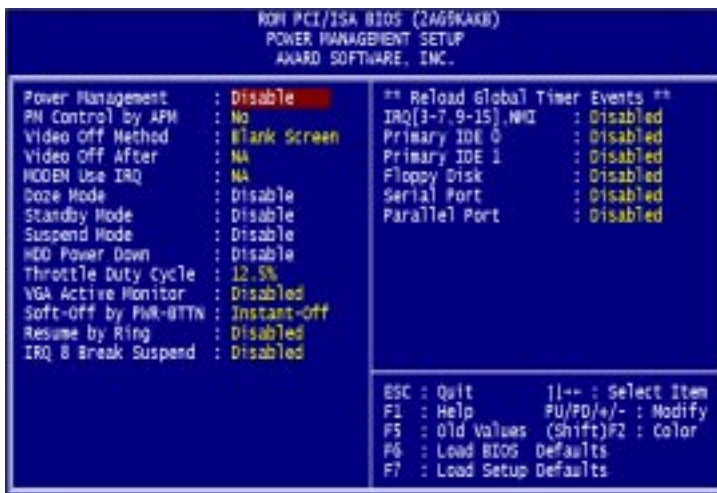 ROM PCI/ISA BIOS (2A69KAKB)
POWER MANAGEMENT SETUP
AWARD SOFTWARE, INC.
Power Management : Disable
PM Control by APM : No
Video Off Method : Blank Screen
Video Off After : NA
MODEM Use IRQ : NA
Doze Mode : Disable
Standby Mode : Disable
Suspend Mode : Disable
HDD Power Down : Disable
Throttle Duty Cycle : 12.5%
VGA Active Monitor : Disabled
Soft-Off by PWR-BTTN : Instant-Off
Resume by Ring : Disabled
IRQ 8 Break Suspend : Disabled
** Reload Global Timer Events **
IRQ[3-7,9-15],NMI : Disabled
Primary IDE 0 : Disabled
Primary IDE 1 : Disabled
Floppy Disk : Disabled
Serial Port : Disabled
Parallel Port : Disabled
ESC : Quit ↑↓→← : Select Item
F1 : Help PU/PD/+/- : Modify
F5 : Old Values (Shift)F2 : Color
F6 : Load BIOS Defaults
F7 : Load Setup Defaults